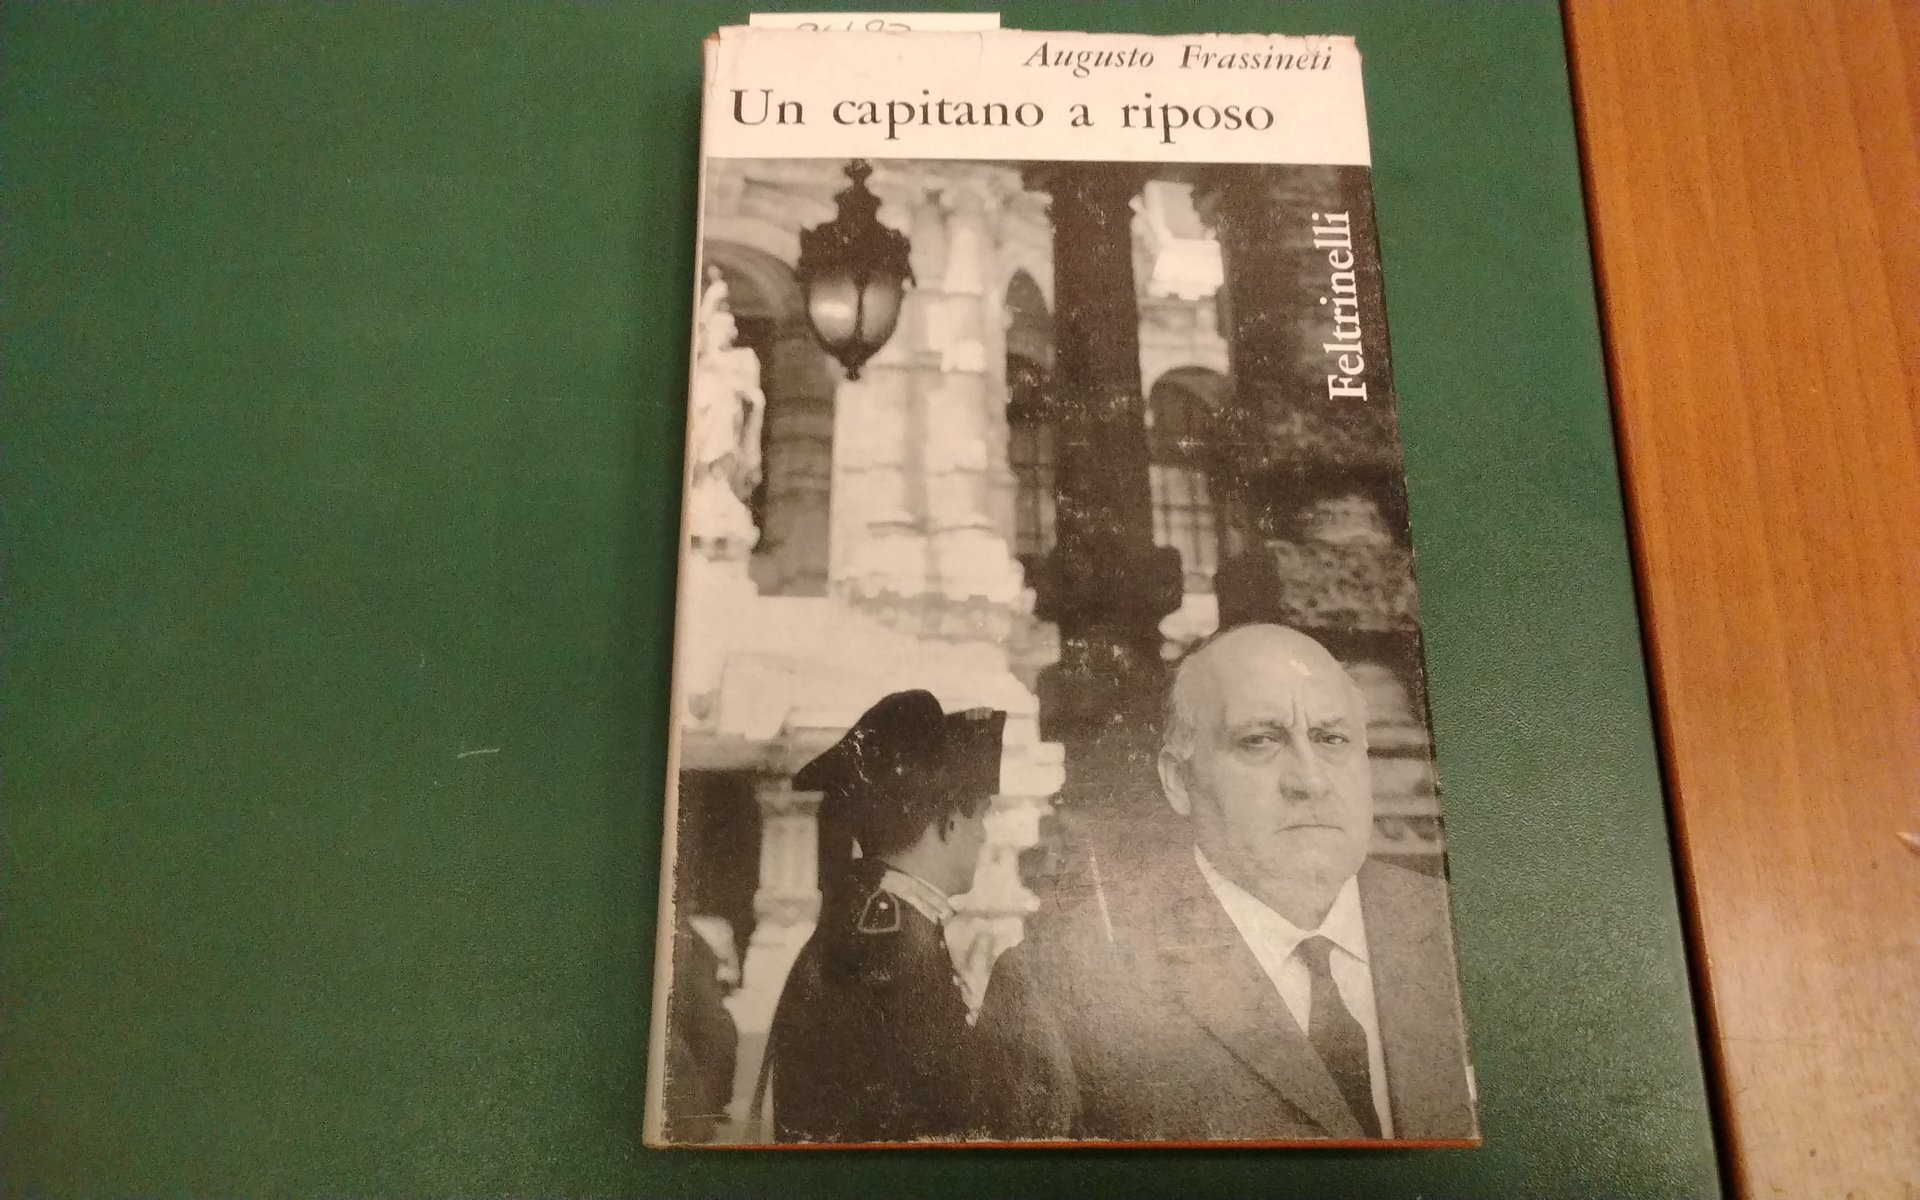 Augusto Frassineti
Un capitano a riposo
Feltrinelli